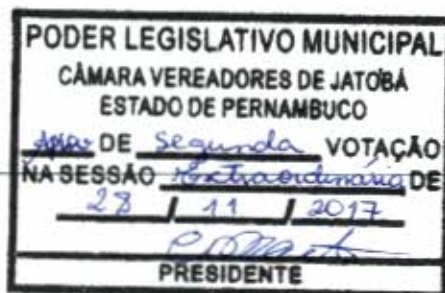 PODER LEGISLATIVO MUNICIPAL
CÂMARA VEREADORES DE JATOBÁ
ESTADO DE PERNAMBUCO
DE Segunda VOTAÇÃO
NA SESSÃO Extraordinária DE
28 / 11 / 2017
PRESIDENTE